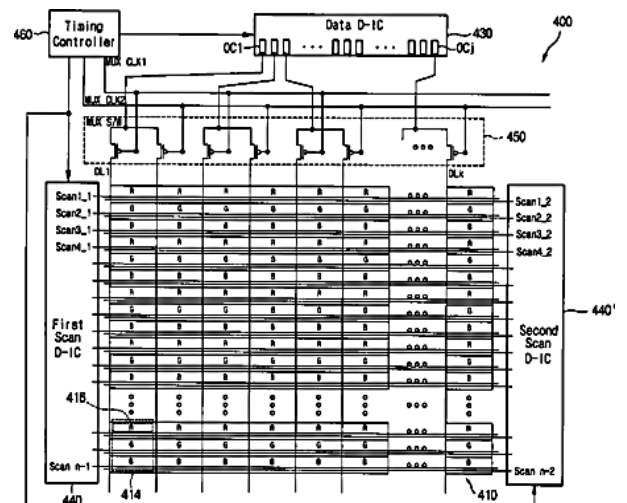 460
Timing
Controller
Data D-IC
430
400
OC1
OCj
MUX CLK1
MUX CLK2
MUX S/W
450
DL1
DLk
Scan1_1
R R R R R R R
Scan1_2
Scan2_1
G G G G G G
Scan2_2
Scan3_1
B B B B B B B
Scan3_2
Scan4_1
R R R R R R R
Scan4_2
G G G G G G G
B B B B B B B
R R R R R R R
G G G G G G G
B B B B B B B
R R R R R R R
G G G G G G G
B B B B B B B
First
Scan
D-IC
Second
Scan
D-IC
440'
416
R R R R R R R
G G G G G G G
Scan n-1
B B B B B B
Scan n-2
440
414
410